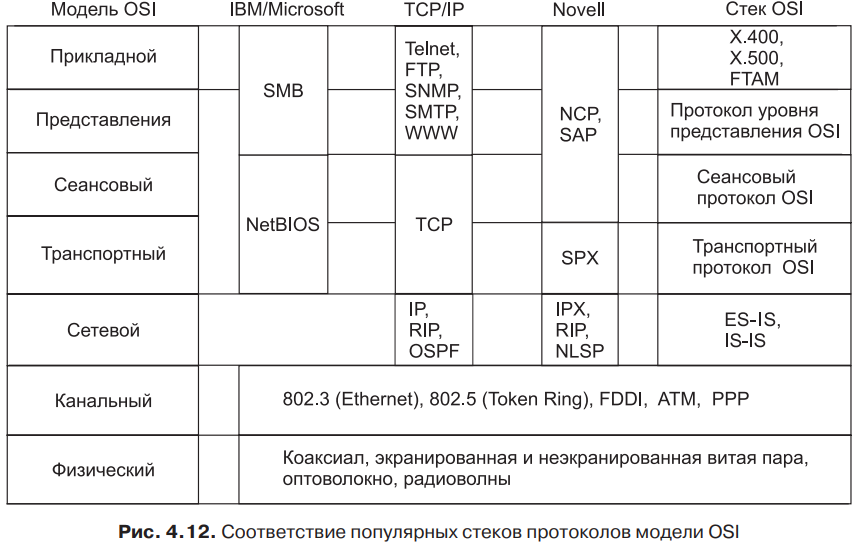 Модель OSI IBM/Microsoft TCP/IP Novell Стек OSI
Прикладной
SMB
Telnet,
FTP,
SNMP,
SMTP,
WWW
NCP,
SAP
X.400,
X.500,
FTAM
Представления
Протокол уровня
представления OSI
Сеансовый
NetBIOS
TCP
Сеансовый
протокол OSI
Транспортный
SPX
Транспортный
протокол OSI
Сетевой
IP,
RIP,
OSPF
IPX,
RIP,
NLSP
ES-IS,
IS-IS
Канальный
802.3 (Ethernet), 802.5 (Token Ring), FDDI, ATM, PPP
Физический
Коаксиал, экранированная и неэкранированная витая пара,
оптоволокно, радиоволны
Рис. 4.12. Соответствие популярных стеков протоколов модели OSI